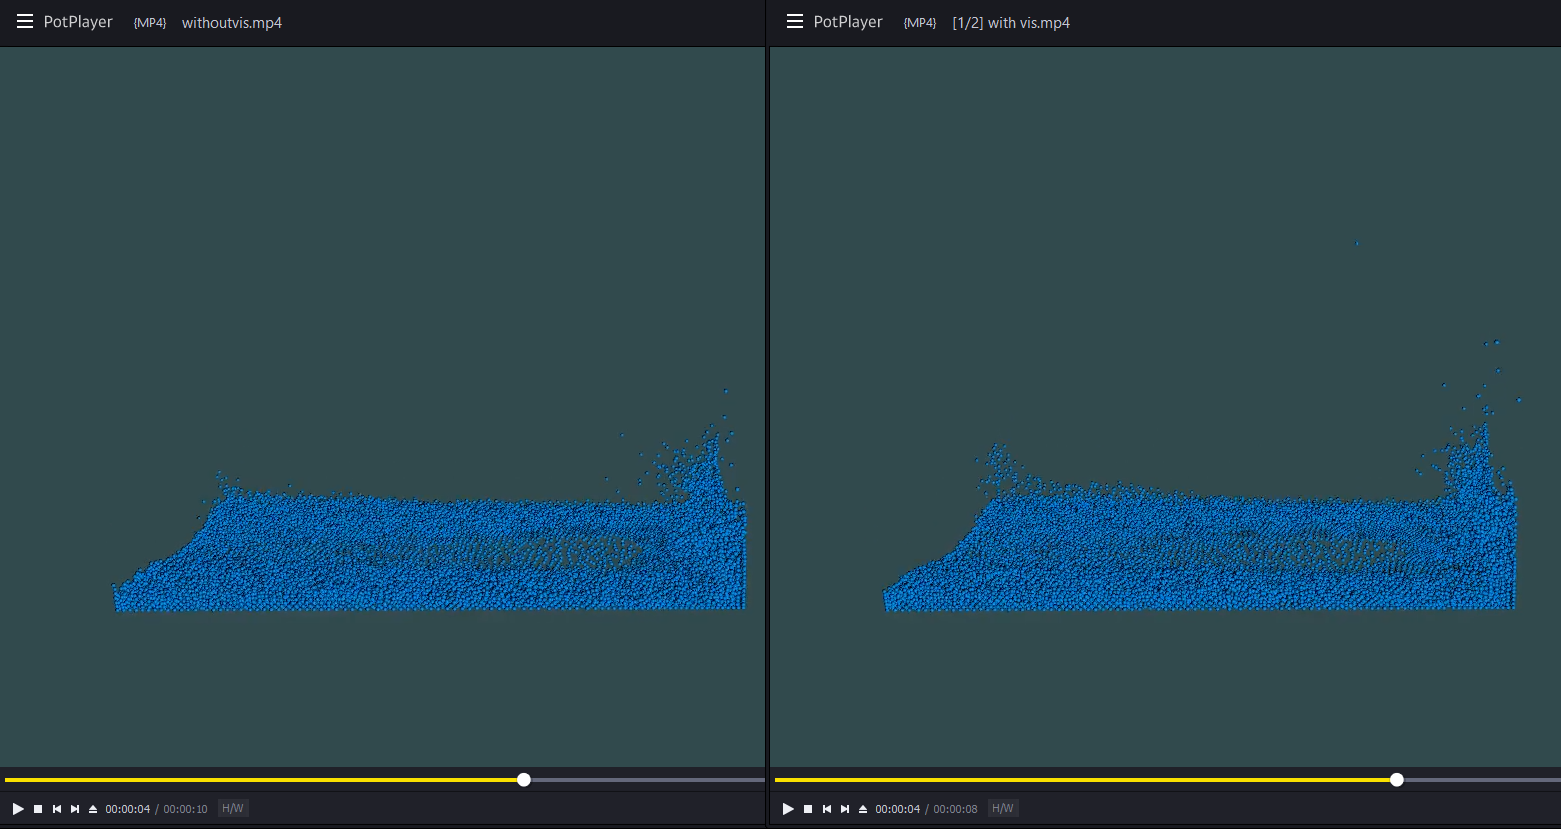 PotPlayer {MP4} withoutvis.mp4
PotPlayer {MP4} [1/2] with vis.mp4
00:00:04 / 00:00:10 H/W
00:00:04 / 00:00:08 H/W